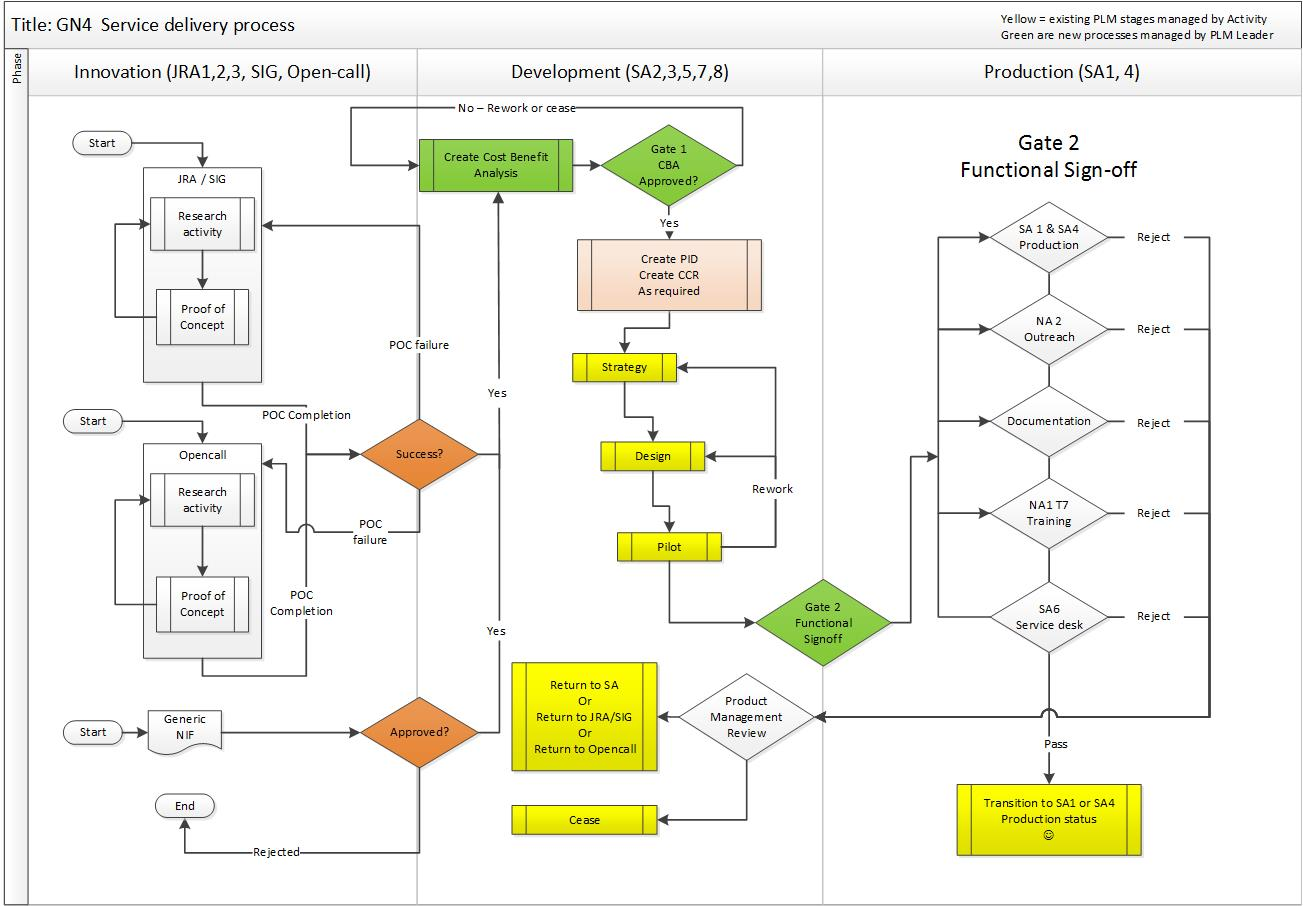 Title: GN4  Service delivery process
Yellow = existing PLM stages managed by Activity
Green are new processes managed by PLM Leader
Phase
Innovation (JRA1,2,3, SIG, Open-call)
Development (SA2,3,5,7,8)
Production (SA1, 4)
Start
JRA / SIG
Research
activity
Proof of
Concept
POC Completion
Start
Opencall
Research
activity
Proof of
Concept
POC
Completion
POC failure
Success?
POC
failure
Yes
Yes
Start
Generic
NIF
Approved?
End
Rejected
No – Rework or cease
Create Cost Benefit
Analysis
Gate 1
CBA
Approved?
Yes
Create PID
Create CCR
As required
Strategy
Design
Rework
Pilot
Gate 2
Functional
Signoff
Return to SA
Or
Return to JRA/SIG
Or
Return to Opencall
Product
Management
Review
Cease
Gate 2
Functional Sign-off
SA 1 & SA4
Production
Reject
NA 2
Outreach
Reject
Documentation
Reject
NA1 T7
Training
Reject
SA6
Service desk
Reject
Pass
Transition to SA1 or SA4
Production status
☺